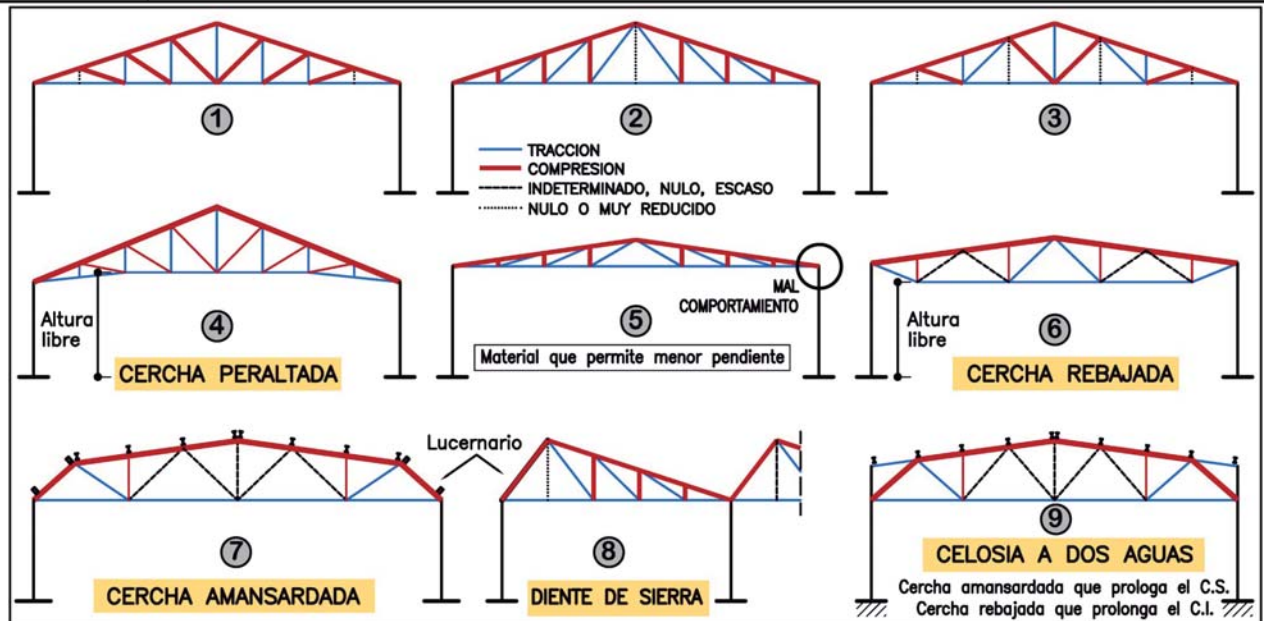 1
2
3
TRACCION
COMPRESION
INDETERMINADO, NULO, ESCASO
NULO O MUY REDUCIDO
Altura
libre
4
CERCHA PERALTADA
5
MAL
COMPORTAMIENTO
Material que permite menor pendiente
Altura
libre
6
CERCHA REBAJADA
7
CERCHA AMANSARDADA
Lucernario
8
DIENTE DE SIERRA
9
CELOSIA A DOS AGUAS
Cercha amansardada que prologa el C.S.
Cercha rebajada que prolonga el C.I.